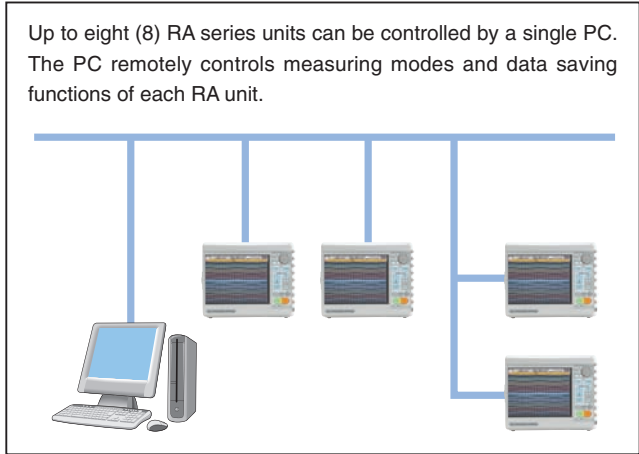 Up to eight (8) RA series units can be controlled by a single PC.
The PC remotely controls measuring modes and data saving
functions of each RA unit.